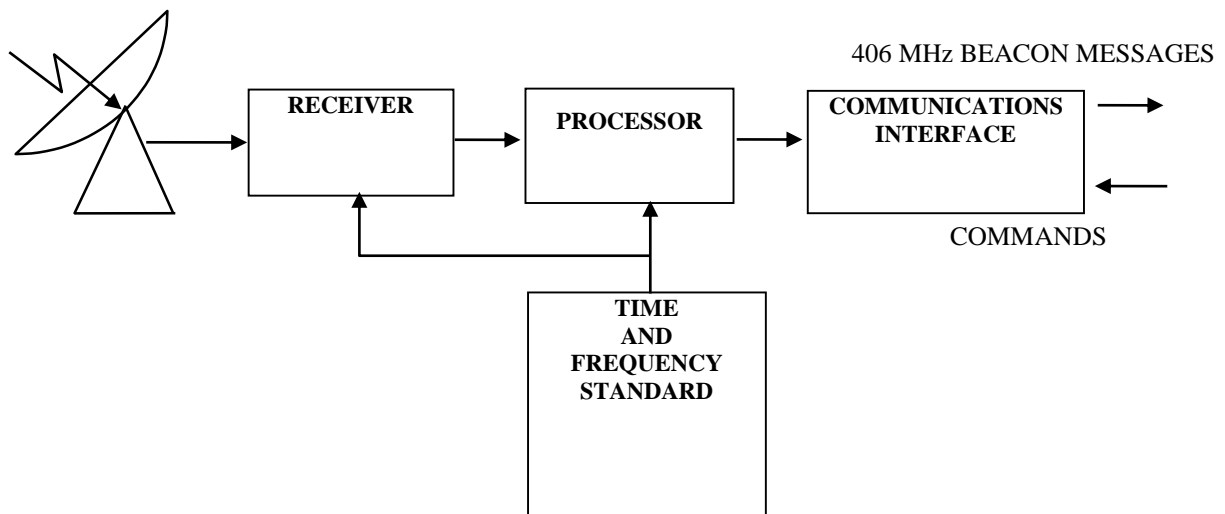 406 MHz BEACON MESSAGES
RECEIVER
PROCESSOR
COMMUNICATIONS
INTERFACE
COMMANDS
TIME
AND
FREQUENCY
STANDARD